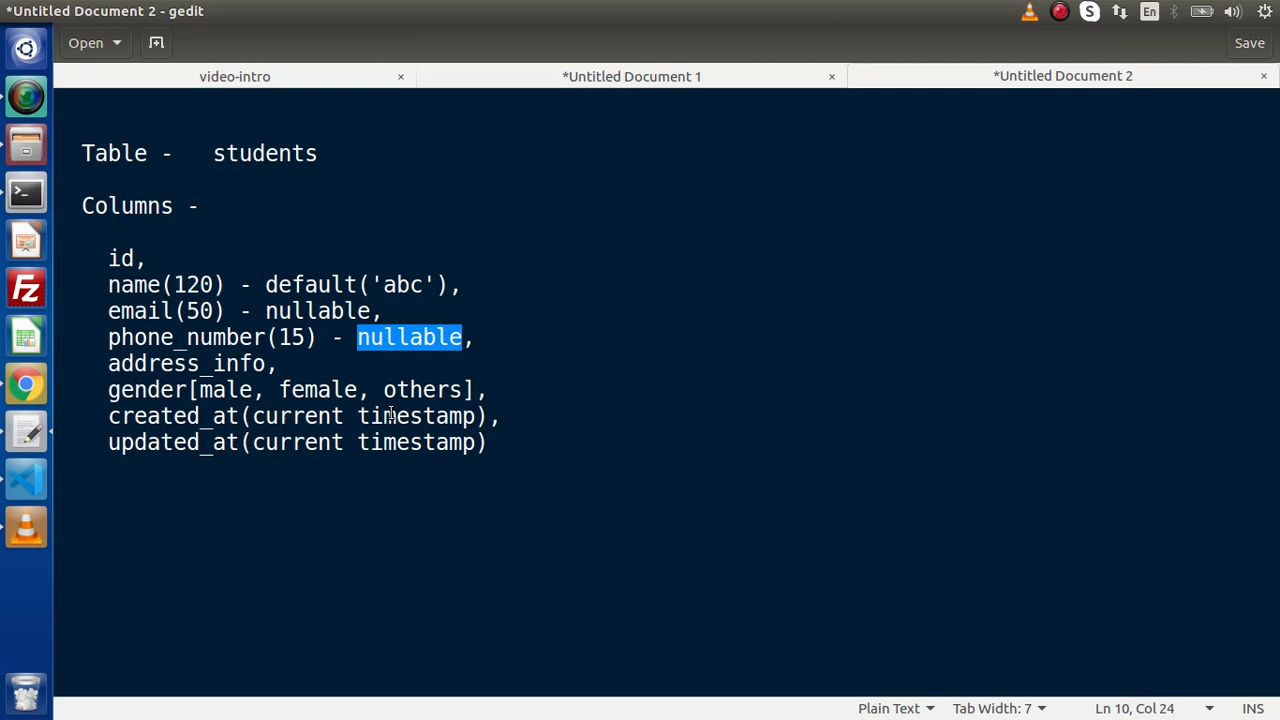 *Untitled Document 2 - gedit
En
Open
Save
video-intro
*Untitled Document 1
*Untitled Document 2
Table -   students
Columns -
id,
name(120) - default('abc'),
email(50) - nullable,
phone_number(15) - nullable,
address_info,
gender[male, female, others],
created_at(current timestamp),
updated_at(current timestamp)
Plain Text
Tab Width: 7
Ln 10, Col 24
INS